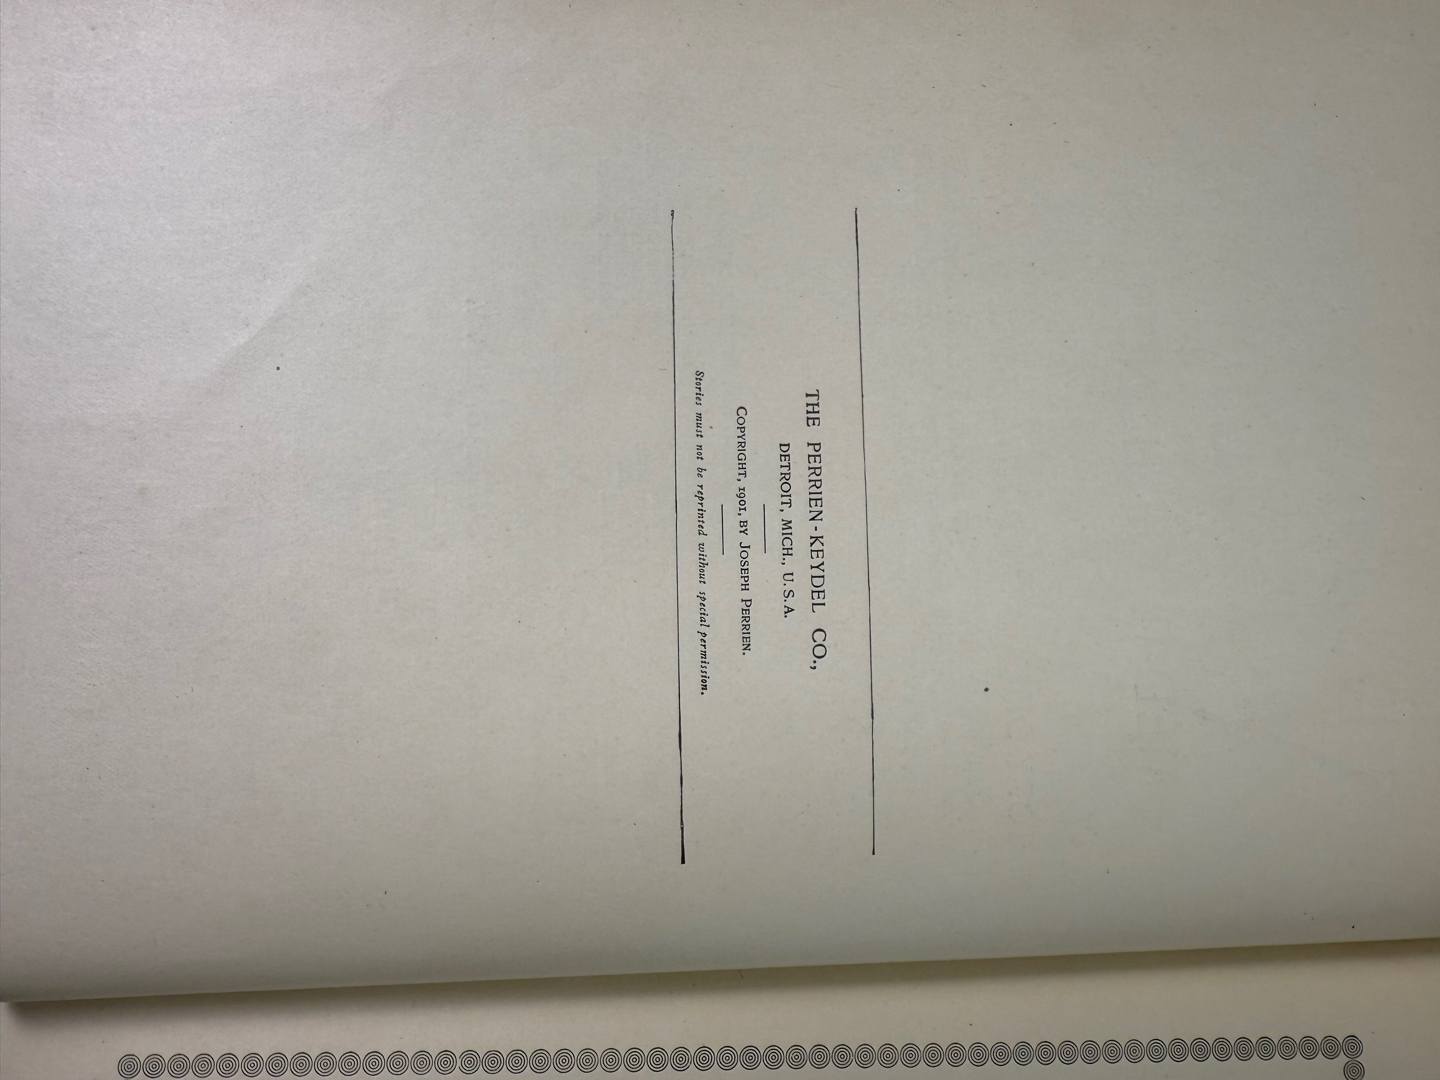 THE PERRIEN-KEYDEL CO.,
DETROIT, MICH., U. S. A.
COPYRIGHT, 1901, BY JOSEPH PERRIEN.
Stories must not be reprinted without special permission.